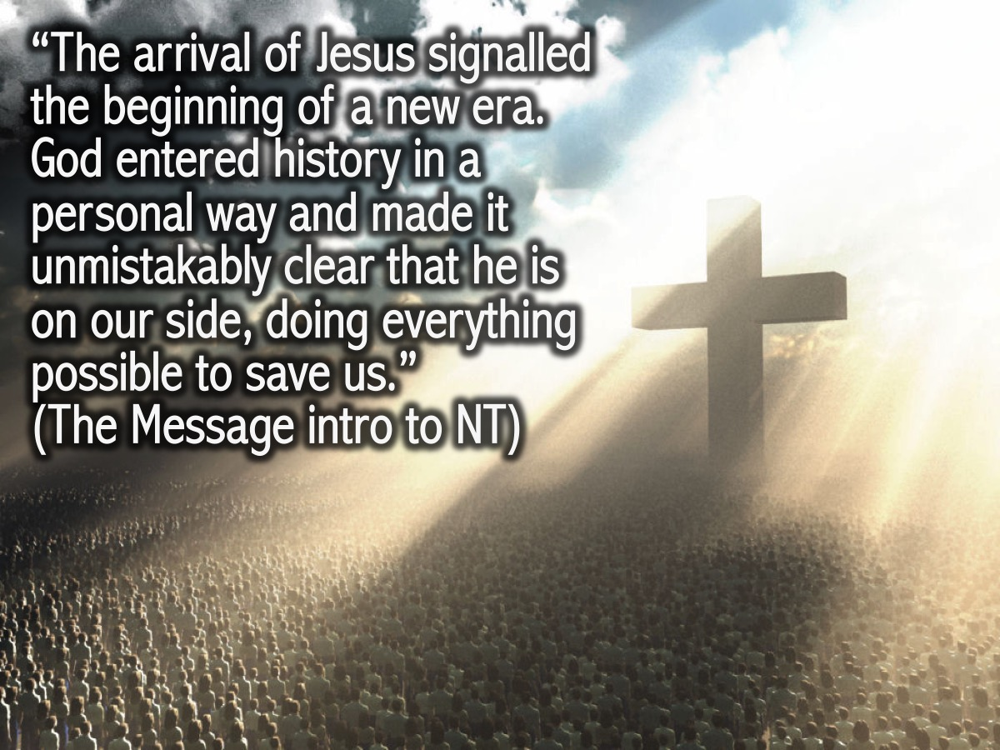 “The arrival of Jesus signalled
the beginning of a new era.
God entered history in a
personal way and made it
unmistakably clear that he is
on our side, doing everything
possible to save us.”
(The Message intro to NT)